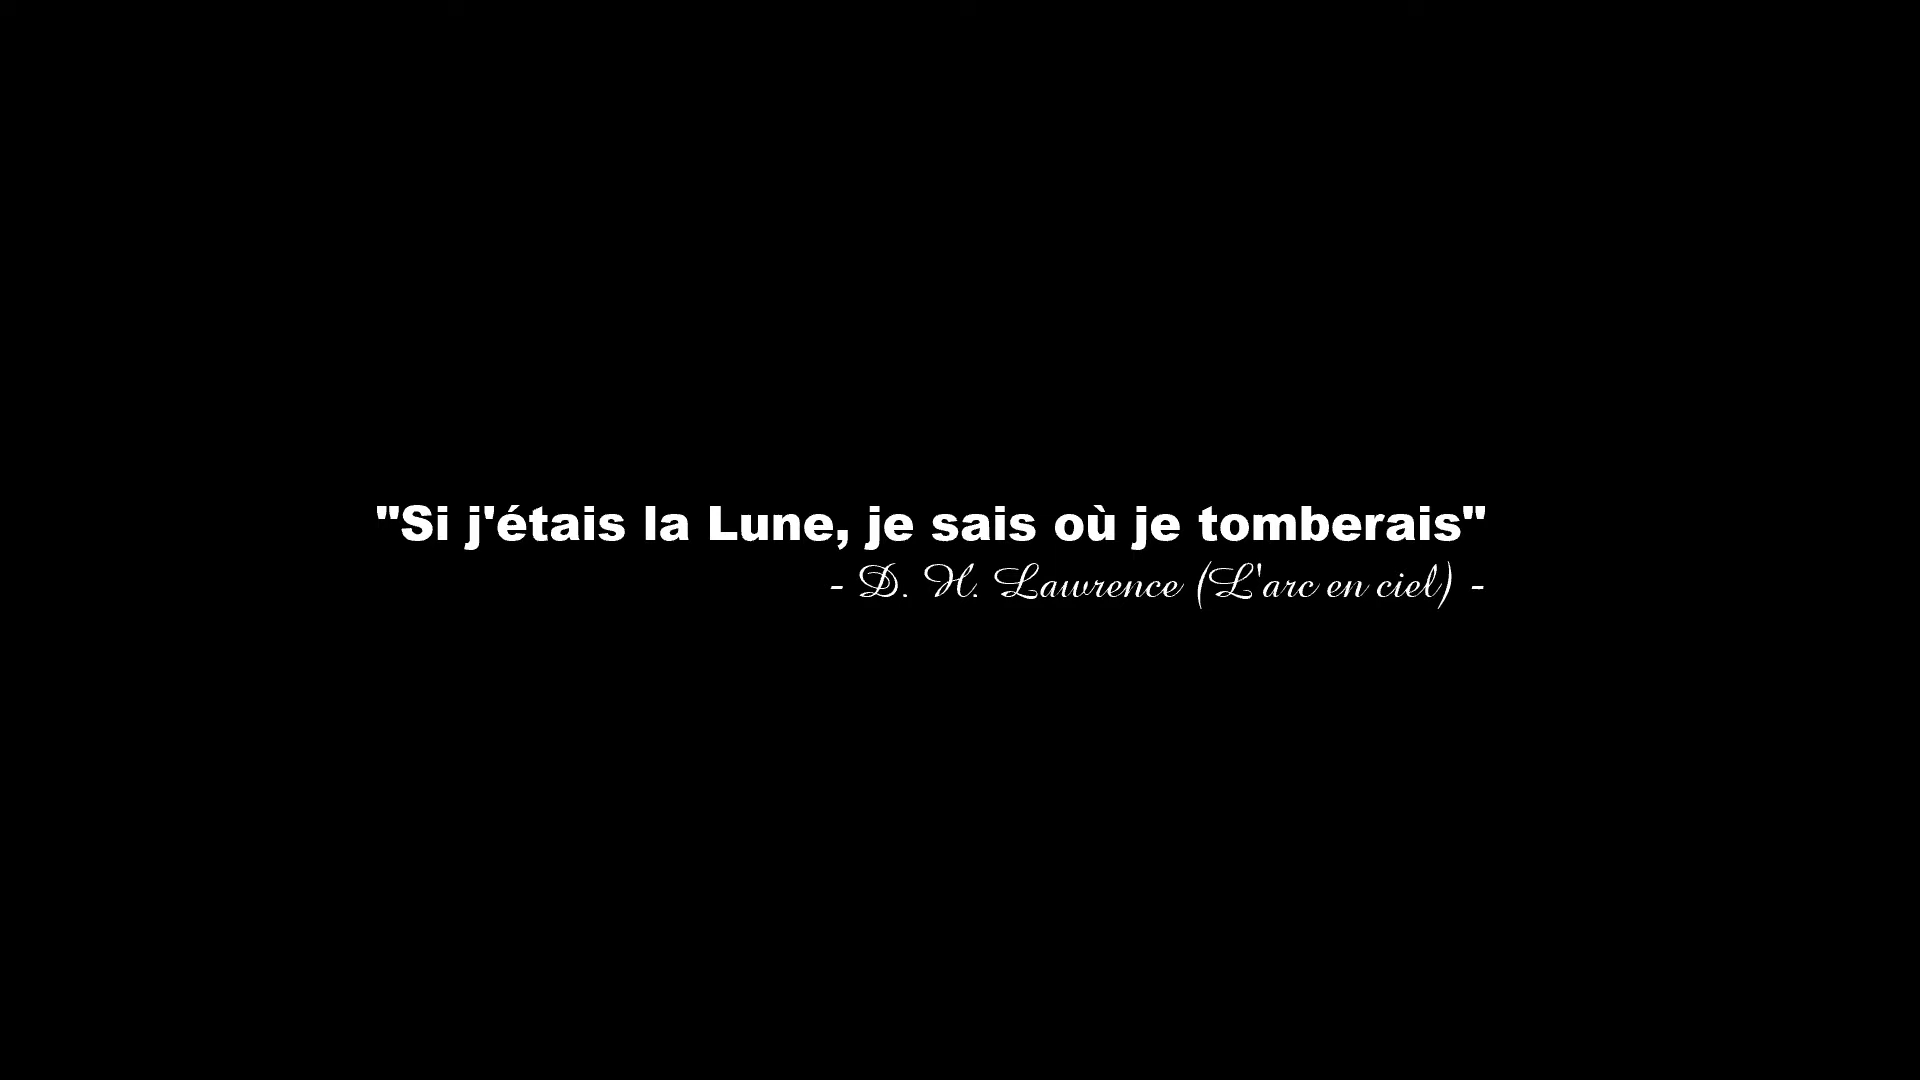 "Si j'étais la Lune, je sais où je tomberais"
- D. H. Lawrence (L'arc en ciel) -